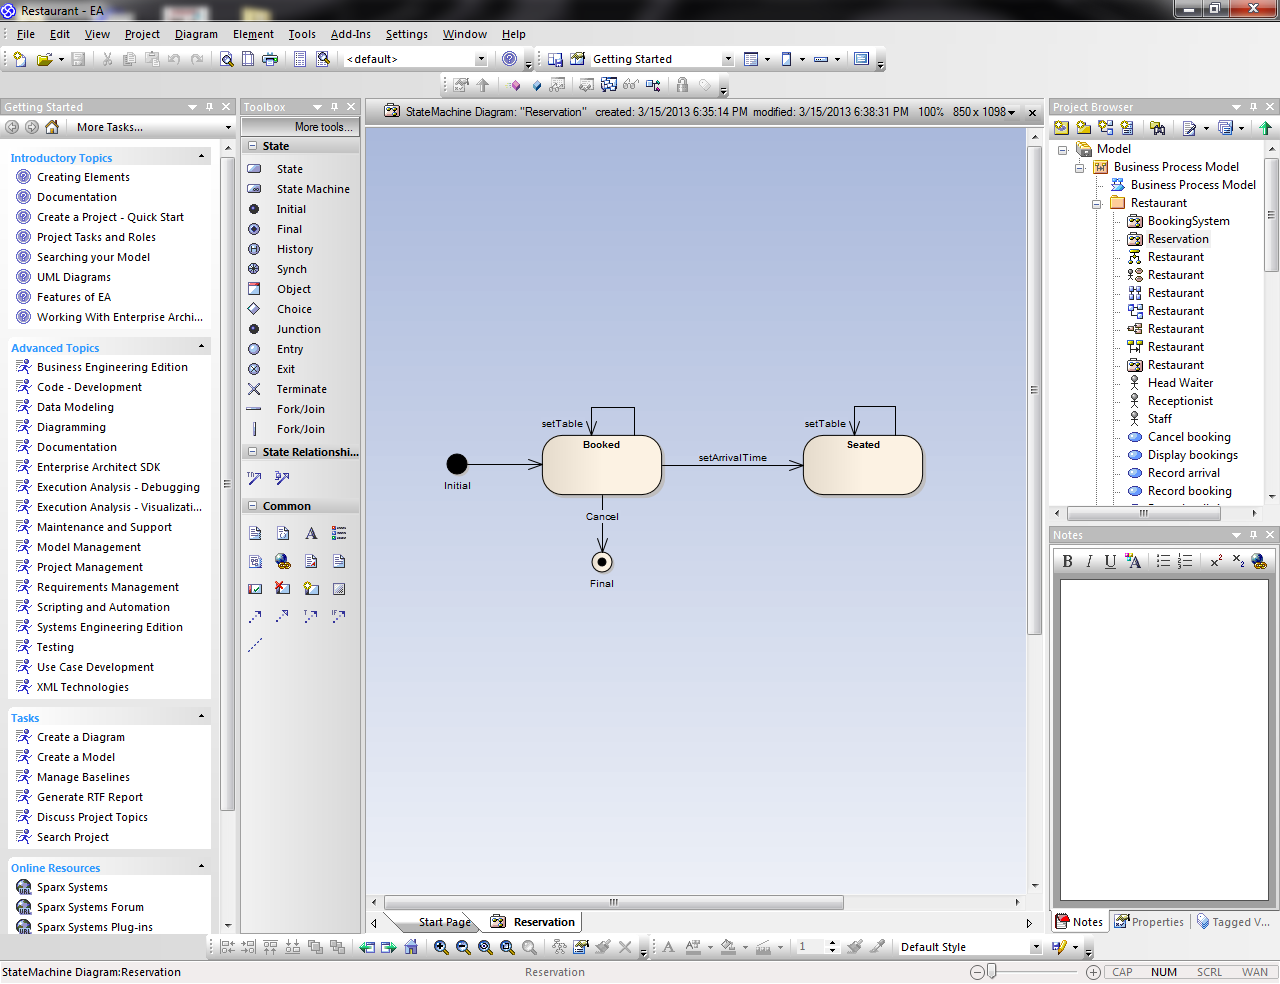 Restaurant - EA
File Edit View Project Diagram Element Tools Add-Ins Settings Window Help
<default>
Getting Started
Getting Started
More Tasks...
Introductory Topics
Creating Elements
Documentation
Create a Project - Quick Start
Project Tasks and Roles
Searching your Model
UML Diagrams
Features of EA
Working With Enterprise Archi...
Advanced Topics
Business Engineering Edition
Code - Development
Data Modeling
Diagramming
Documentation
Enterprise Architect SDK
Execution Analysis - Debugging
Execution Analysis - Visualizati...
Maintenance and Support
Model Management
Project Management
Requirements Management
Scripting and Automation
Systems Engineering Edition
Testing
Use Case Development
XML Technologies
Tasks
Create a Diagram
Create a Model
Manage Baselines
Generate RTF Report
Discuss Project Topics
Search Project
Online Resources
Sparx Systems
Sparx Systems Forum
Sparx Systems Plug-ins
Toolbox
More tools...
State
State
State Machine
Initial
Final
History
Synch
Object
Choice
Junction
Entry
Exit
Terminate
Fork/Join
Fork/Join
State Relationshi...
Common
StateMachine Diagram: "Reservation" created: 3/15/2013 6:35:14 PM modified: 3/15/2013 6:38:31 PM 100% 850 x 1098
setTable
Booked
Initial
setArrivalTime
setTable
Seated
Cancel
Final
Start Page
Reservation
Project Browser
Model
Business Process Model
Business Process Model
Restaurant
BookingSystem
Reservation
Restaurant
Restaurant
Restaurant
Restaurant
Restaurant
Restaurant
Restaurant
Head Waiter
Receptionist
Staff
Cancel booking
Display bookings
Record arrival
Record booking
Notes
B I U A
Notes Properties Tagged V...
1
Default Style
StateMachine Diagram:Reservation
Reservation
CAP NUM SCRL WAN